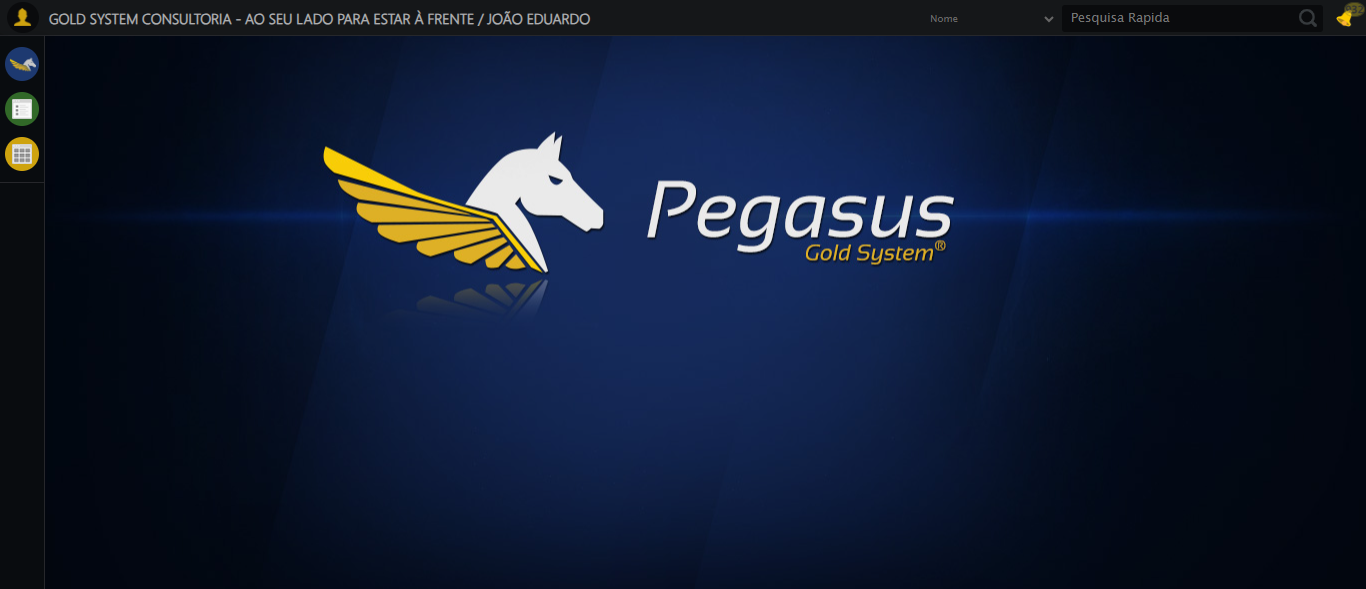 GOLD SYSTEM CONSULTORIA - AO SEU LADO PARA ESTAR À FRENTE / JOÃO EDUARDO
Nome
Pesquisa Rapida
Pegasus
Gold System®